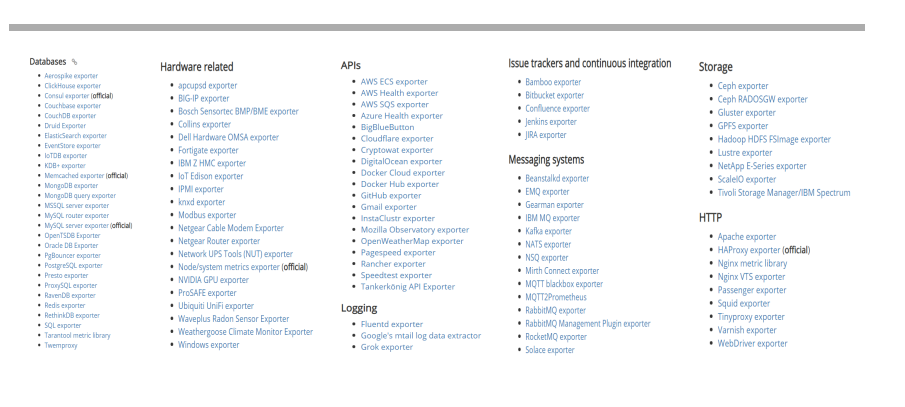 Databases
Aerospike exporter
ClickHouse exporter
Consul exporter (official)
Couchbase exporter
CouchDB exporter
Druid Exporter
ElasticSearch exporter
EventStore exporter
IoTDB exporter
KDB+ exporter
Memcached exporter (official)
MongoDB exporter
MongoDB query exporter
MSSQL server exporter
MySQL router exporter
MySQL server exporter (official)
OpenTSDB Exporter
Oracle DB Exporter
PgBouncer exporter
PostgreSQL exporter
Presto exporter
ProxySQL exporter
RavenDB exporter
Redis exporter
RethinkDB exporter
SQL exporter
Tarantool metric library
Twemproxy
Hardware related
apcupsd exporter
BIG-IP exporter
Bosch Sensortec BMP/BME exporter
Collins exporter
Dell Hardware OMSA exporter
Fortigate exporter
IBM Z HMC exporter
IoT Edison exporter
IPMI exporter
knxd exporter
Modbus exporter
Netgear Cable Modem Exporter
Netgear Router exporter
Network UPS Tools (NUT) exporter
Node/system metrics exporter (official)
NVIDIA GPU exporter
ProSAFE exporter
Ubiquiti UniFi exporter
Waveplus Radon Sensor Exporter
Weathergoose Climate Monitor Exporter
Windows exporter
APIs
AWS ECS exporter
AWS Health exporter
AWS SQS exporter
Azure Health exporter
BigBlueButton
Cloudflare exporter
Cryptowat exporter
DigitalOcean exporter
Docker Cloud exporter
Docker Hub exporter
GitHub exporter
Gmail exporter
InstaClustr exporter
Mozilla Observatory exporter
OpenWeatherMap exporter
Pagespeed exporter
Rancher exporter
Speedtest exporter
Tankerkönig API Exporter
Logging
Fluentd exporter
Google's mtail log data extractor
Grok exporter
Issue trackers and continuous integration
Bamboo exporter
Bitbucket exporter
Confluence exporter
Jenkins exporter
JIRA exporter
Messaging systems
Beanstalkd exporter
EMQ exporter
Gearman exporter
IBM MQ exporter
Kafka exporter
NATS exporter
NSQ exporter
Mirth Connect exporter
MQTT blackbox exporter
MQTT2Prometheus
RabbitMQ exporter
RabbitMQ Management Plugin exporter
RocketMQ exporter
Solace exporter
Storage
Ceph exporter
Ceph RADOSGW exporter
Gluster exporter
GPFS exporter
Hadoop HDFS FSImage exporter
Lustre exporter
NetApp E-Series exporter
ScaleIO exporter
Tivoli Storage Manager/IBM Spectrum
HTTP
Apache exporter
HAProxy exporter (official)
Nginx metric library
Nginx VTS exporter
Passenger exporter
Squid exporter
Tinyproxy exporter
Varnish exporter
WebDriver exporter